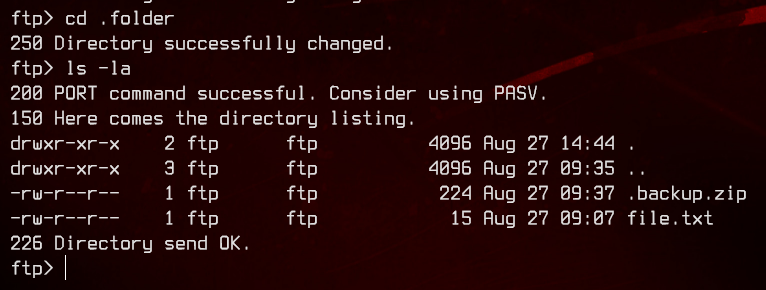 ftp> cd .folder
250 Directory successfully changed.
ftp> ls -la
200 PORT command successful. Consider using PASV.
150 Here comes the directory listing.
drwxr-xr-x    2 ftp      ftp          4096 Aug 27 14:44 .
drwxr-xr-x    3 ftp      ftp          4096 Aug 27 09:35 ..
-rw-r--r--    1 ftp      ftp           224 Aug 27 09:37 .backup.zip
-rw-r--r--    1 ftp      ftp            15 Aug 27 09:07 file.txt
226 Directory send OK.
ftp>